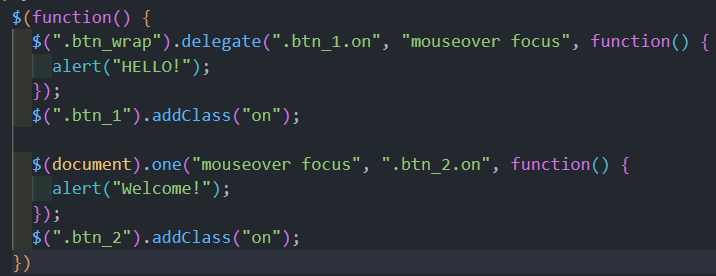 $(function() {
$(".btn_wrap").delegate(".btn_1.on", "mouseover focus", function() {
alert("HELLO!");
});
$(".btn_1").addClass("on");
$(document).one("mouseover focus", ".btn_2.on", function() {
alert("Welcome!");
});
$(".btn_2").addClass("on");
})